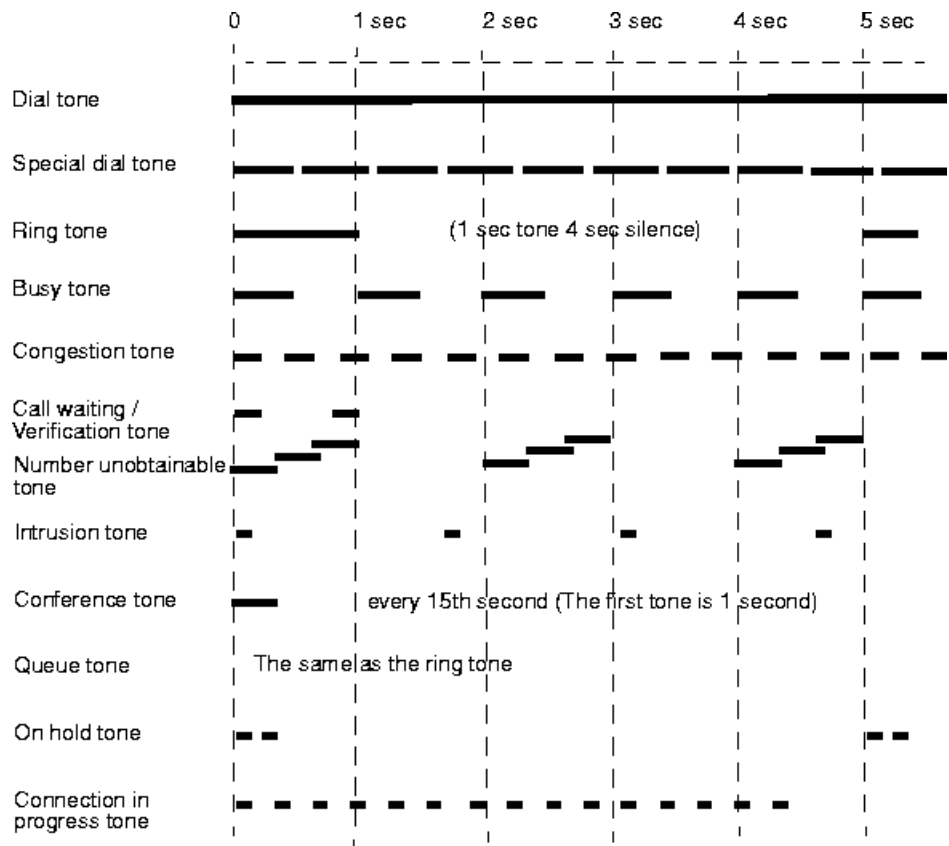 0 1 sec 2 sec 3 sec 4 sec 5 sec
Dial tone
Special dial tone
Ring tone (1 sec tone 4 sec silence)
Busy tone
Congestion tone
Call waiting /
Verification tone
Number unobtainable
tone
Intrusion tone
Conference tone every 15th second (The first tone is 1 second)
Queue tone The same as the ring tone
On hold tone
Connection in
progress tone